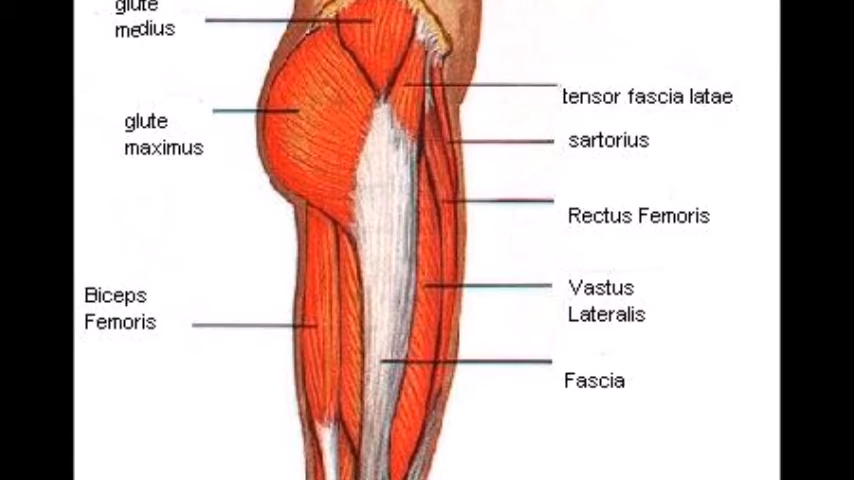 glute
medius
tensor fascia latae
glute
maximus
sartorius
Rectus Femoris
Vastus
Lateralis
Biceps
Femoris
Fascia